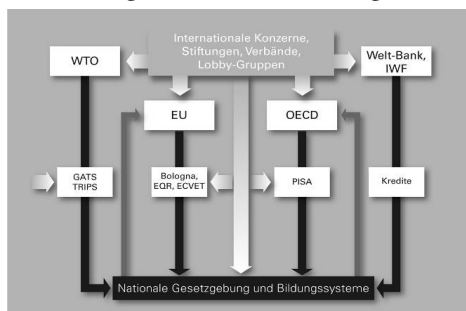 Internationale Konzerne,
Stiftungen, Verbände,
Lobby-Gruppen
WTO
Welt-Bank,
IWF
EU
OECD
GATS
TRIPS
Bologna,
EQR, ECVET
PISA
Kredite
Nationale Gesetzgebung und Bildungssysteme